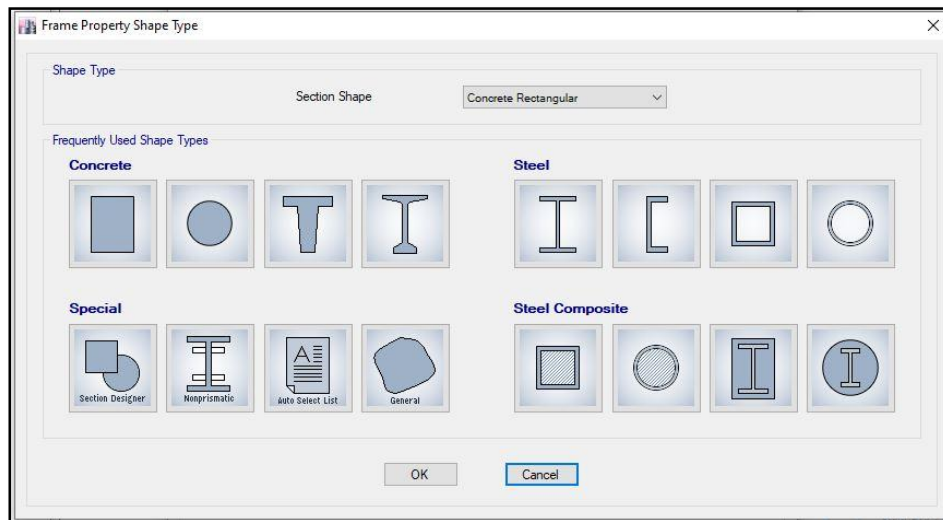 Frame Property Shape Type
Shape Type
Section Shape
Concrete Rectangular
Frequently Used Shape Types
Concrete
Steel
Special
Section Designer
Nonprismatic
Auto Select List
General
Steel Composite
OK
Cancel